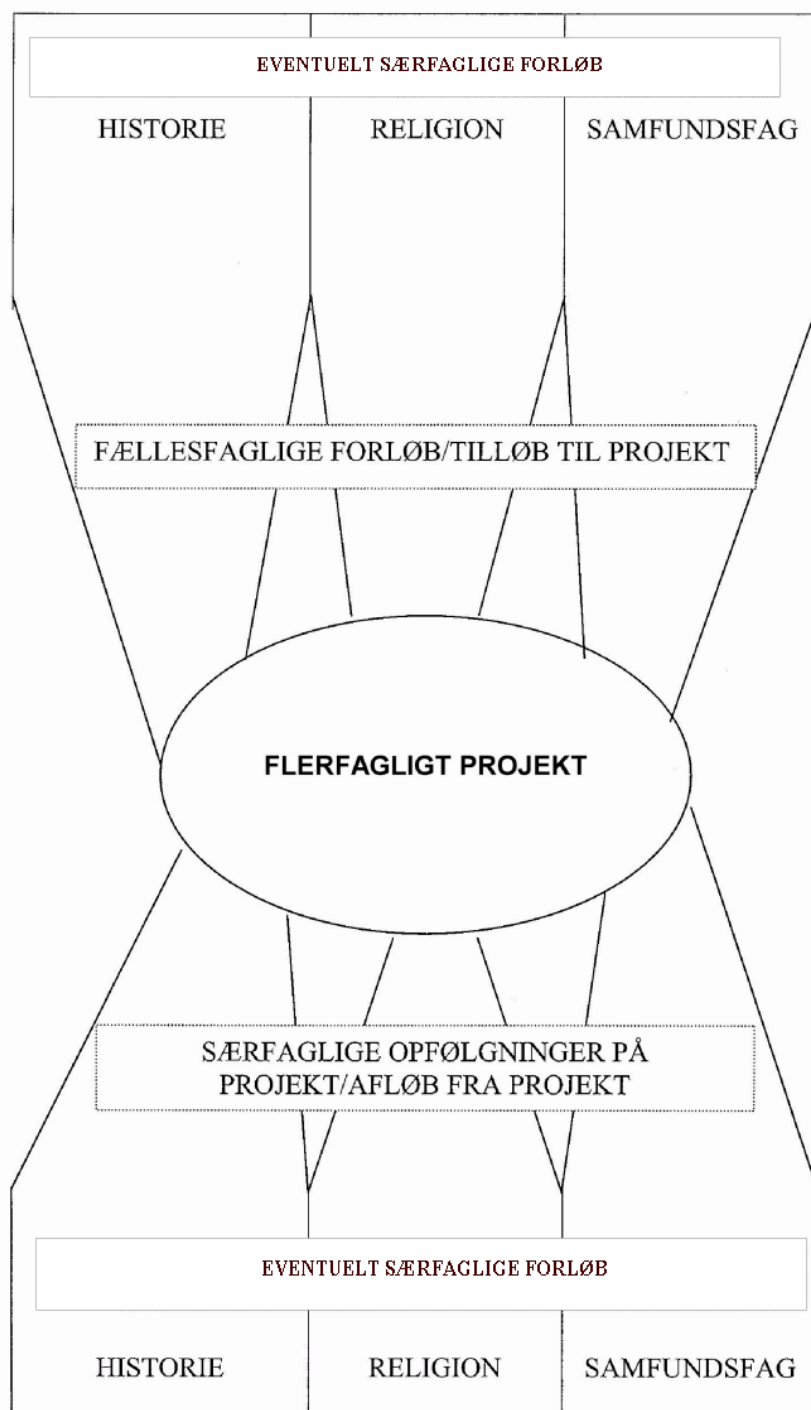 EVENTUELT SÆRFAGLIGE FORLØB
HISTORIE RELIGION SAMFUNDSFAG
FÆLLESFAGLIGE FORLØB/TILLØB TIL PROJEKT
FLERFAGLIGT PROJEKT
SÆRFAGLIGE OPFØLGNINGER PÅ
PROJEKT/AFLØB FRA PROJEKT
EVENTUELT SÆRFAGLIGE FORLØB
HISTORIE RELIGION SAMFUNDSFAG